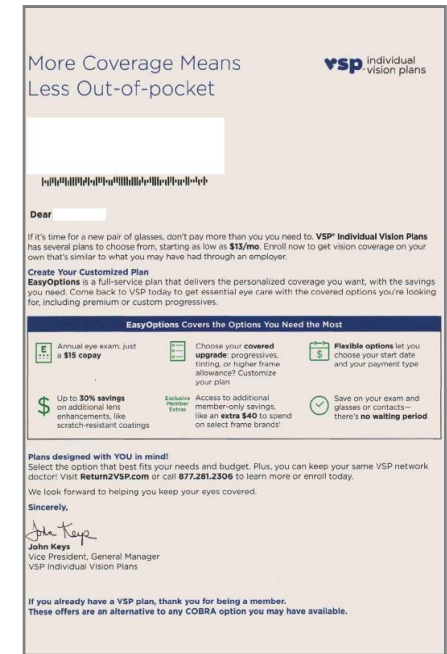 More Coverage Means
Less Out-of-pocket
vsp individual
vision plans
Dear
If it's time for a new pair of glasses, don't pay more than you you need to. VSP® Individual Vision Plans
has several plans to choose from, starting as low as $13/mo. Enroll now to get vision coverage on your
own that's similar to what you may have had through an employer.
Create Your Customized Plan
EasyOptions is a full-service plan that delivers the personalized coverage you want, with the savings
you need. Come back to VSP today to get essential eye care with the covered options you're looking
for, including premium or custom progressives.
EasyOptions Covers the Options You Need the Most
E
Annual eye exam, just
a $15 copay
Choose your covered
upgrade: progressives,
tinting, or higher frame
allowance? Customize
your plan
$
Flexible options let you
choose your start date
and your payment type
$
Up to 30% savings
on additional lens
enhancements, like
scratch-resistant coatings
Exclusive
Member
Extras
Access to additional
member-only savings,
like an extra $40 to spend
on select frame brands¹
Save on your exam and
glasses or contacts—
there's no waiting period
Plans designed with YOU in mind!
Select the option that best fits your needs and budget. Plus, you can keep your same VSP network
doctor! Visit Return2VSP.com or call 877.281.2306 to learn more or enroll today.
We look forward to helping you keep your eyes covered.
Sincerely,
John Keys
John Keys
Vice President, General Manager
VSP Individual Vision Plans
If you already have a VSP plan, thank you for being a member.
These offers are an alternative to any COBRA option you may have available.